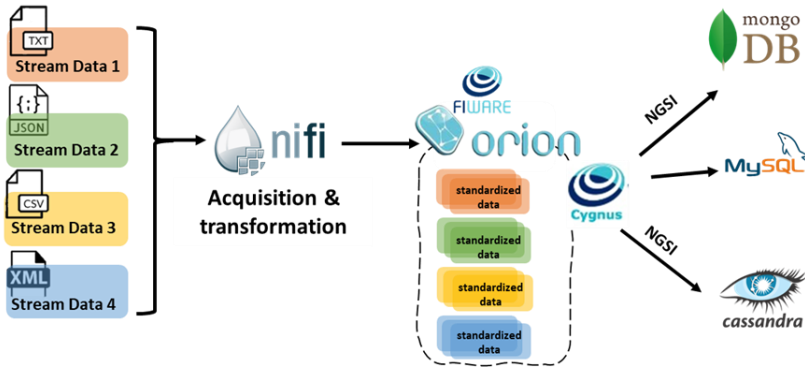 TXT
Stream Data 1
{;}
JSON
Stream Data 2
CSV
Stream Data 3
XML
Stream Data 4
nifi
Acquisition &
transformation
FIWARE
orion
standardized
data
standardized
data
standardized
data
standardized
data
Cygnus
NGSI
NGSI
mongo
DB
MySQL
cassandra